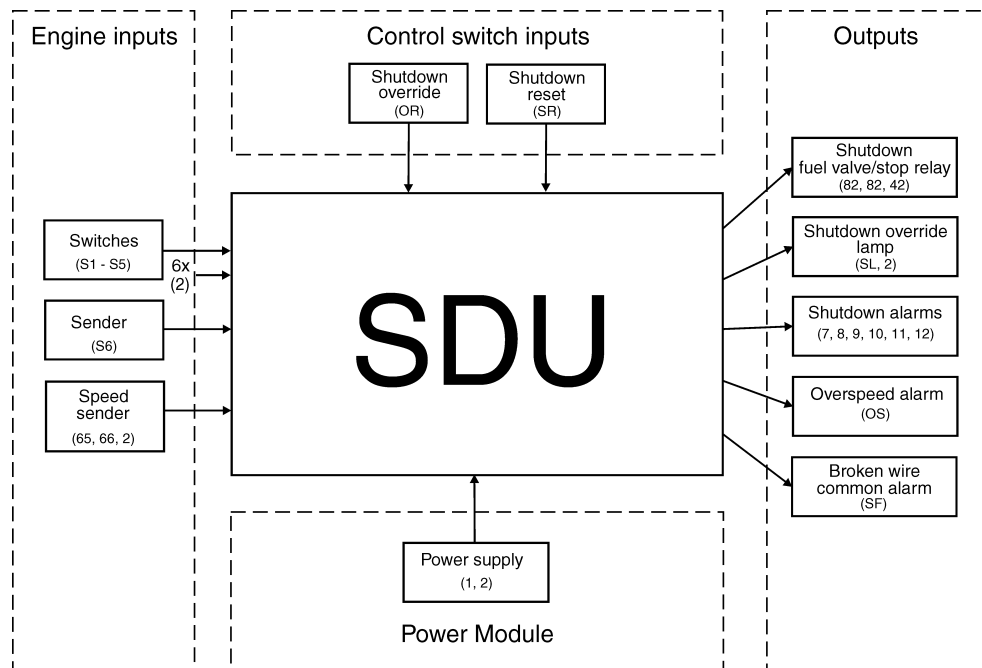 Engine inputs
Control switch inputs
Outputs
Shutdown
override
(OR)
Shutdown
reset
(SR)
Switches
(S1 - S5)
6x
(2)
Sender
(S6)
Speed
sender
(65, 66, 2)
SDU
Shutdown
fuel valve/stop relay
(82, 82, 42)
Shutdown override
lamp
(SL, 2)
Shutdown alarms
(7, 8, 9, 10, 11, 12)
Overspeed alarm
(OS)
Broken wire
common alarm
(SF)
Power supply
(1, 2)
Power Module